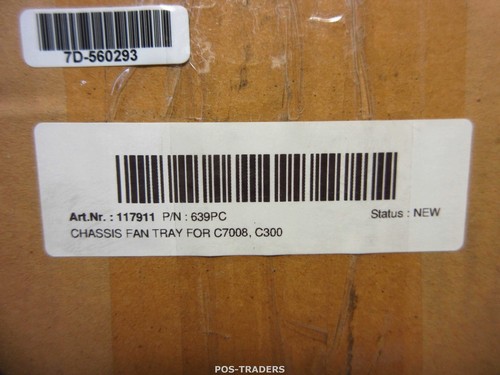 7D-560293
Art.Nr. : 117911 P/N : 639PC Status : NEW
CHASSIS FAN TRAY FOR C7008, C300
POS-TRADERS